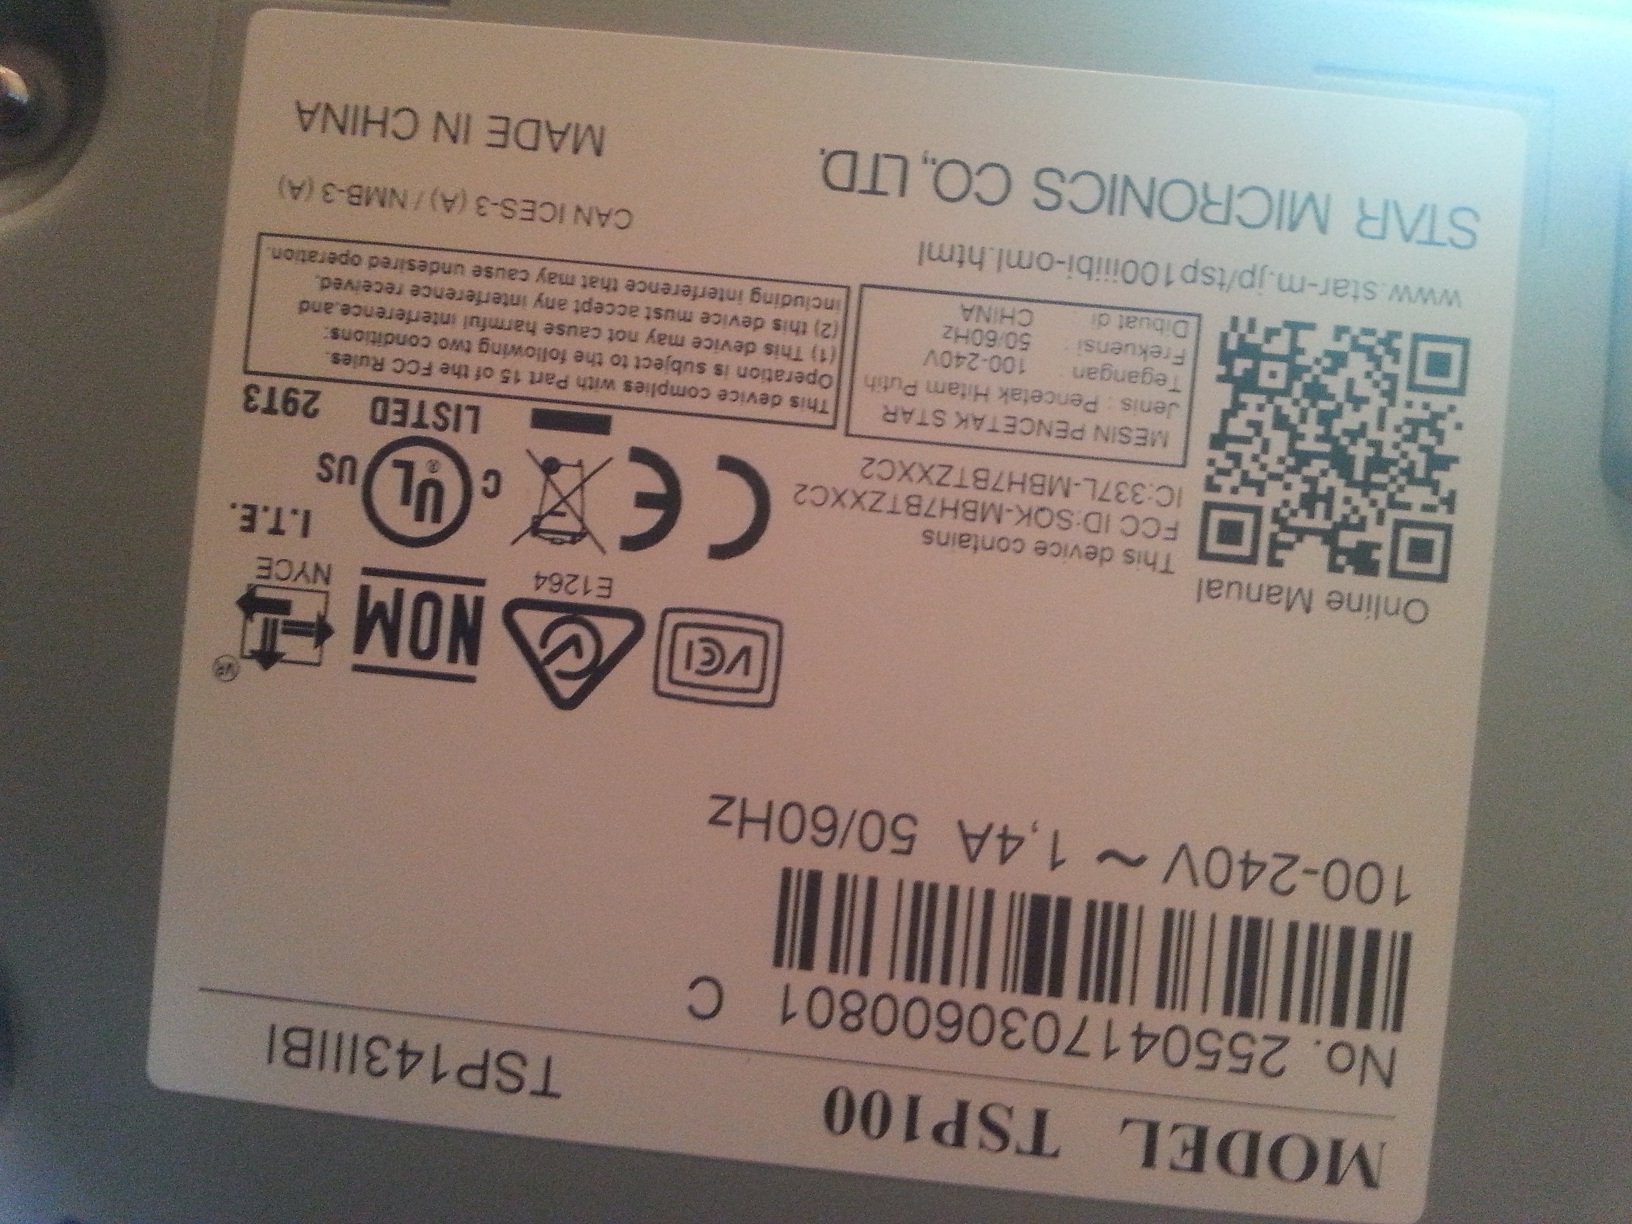 MODEL TSP100 TSP143IIIBI
No. 2550417030600801 C
100-240V ~ 1,4A 50/60Hz
VCI
E1264
NOM
NYCE
VR
I.T.E.
C UL ® US
LISTED 29T3
CE
Online Manual
This device contains
FCC ID:SQK-MBH7BTZXXC2
IC:337L-MBH7BTZXXC2
MESIN PENCETAK STAR
Jenis : Pencetak Hitam Putih
Tegangan : 100-240V
Frekuensi : 50/60Hz
Dibuat di CHINA
This device complies with Part 15 of the FCC Rules.
Operation is subject to the following two conditions:
(1) This device may not cause harmful interference,and
(2) this device must accept any interference received,
including interference that may cause undesired operation.
www.star-m.jp/tsp100iiibi-oml.html
CAN ICES-3 (A) / NMB-3 (A)
STAR MICRONICS CO., LTD.
MADE IN CHINA